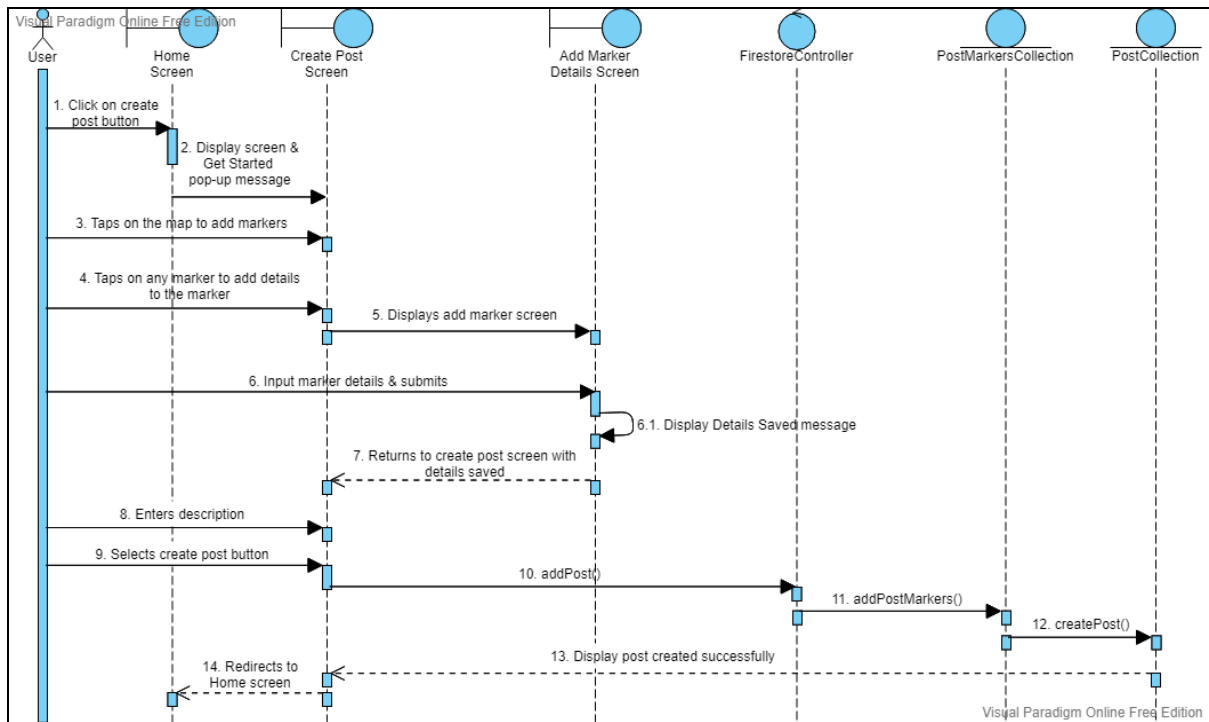 Visual Paradigm Online Free Edition
User
Home
Screen
Create Post
Screen
Add Marker
Details Screen
FirestoreController
PostMarkersCollection
PostCollection
1. Click on create
post button
2. Display screen &
Get Started
pop-up message
3. Taps on the map to add markers
4. Taps on any marker to add details
to the marker
5. Displays add marker screen
6. Input marker details & submits
6.1. Display Details Saved message
7. Returns to create post screen with
details saved
8. Enters description
9. Selects create post button
10. addPost()
11. addPostMarkers()
12. createPost()
13. Display post created successfully
14. Redirects to
Home screen
Visual Paradigm Online Free Edition